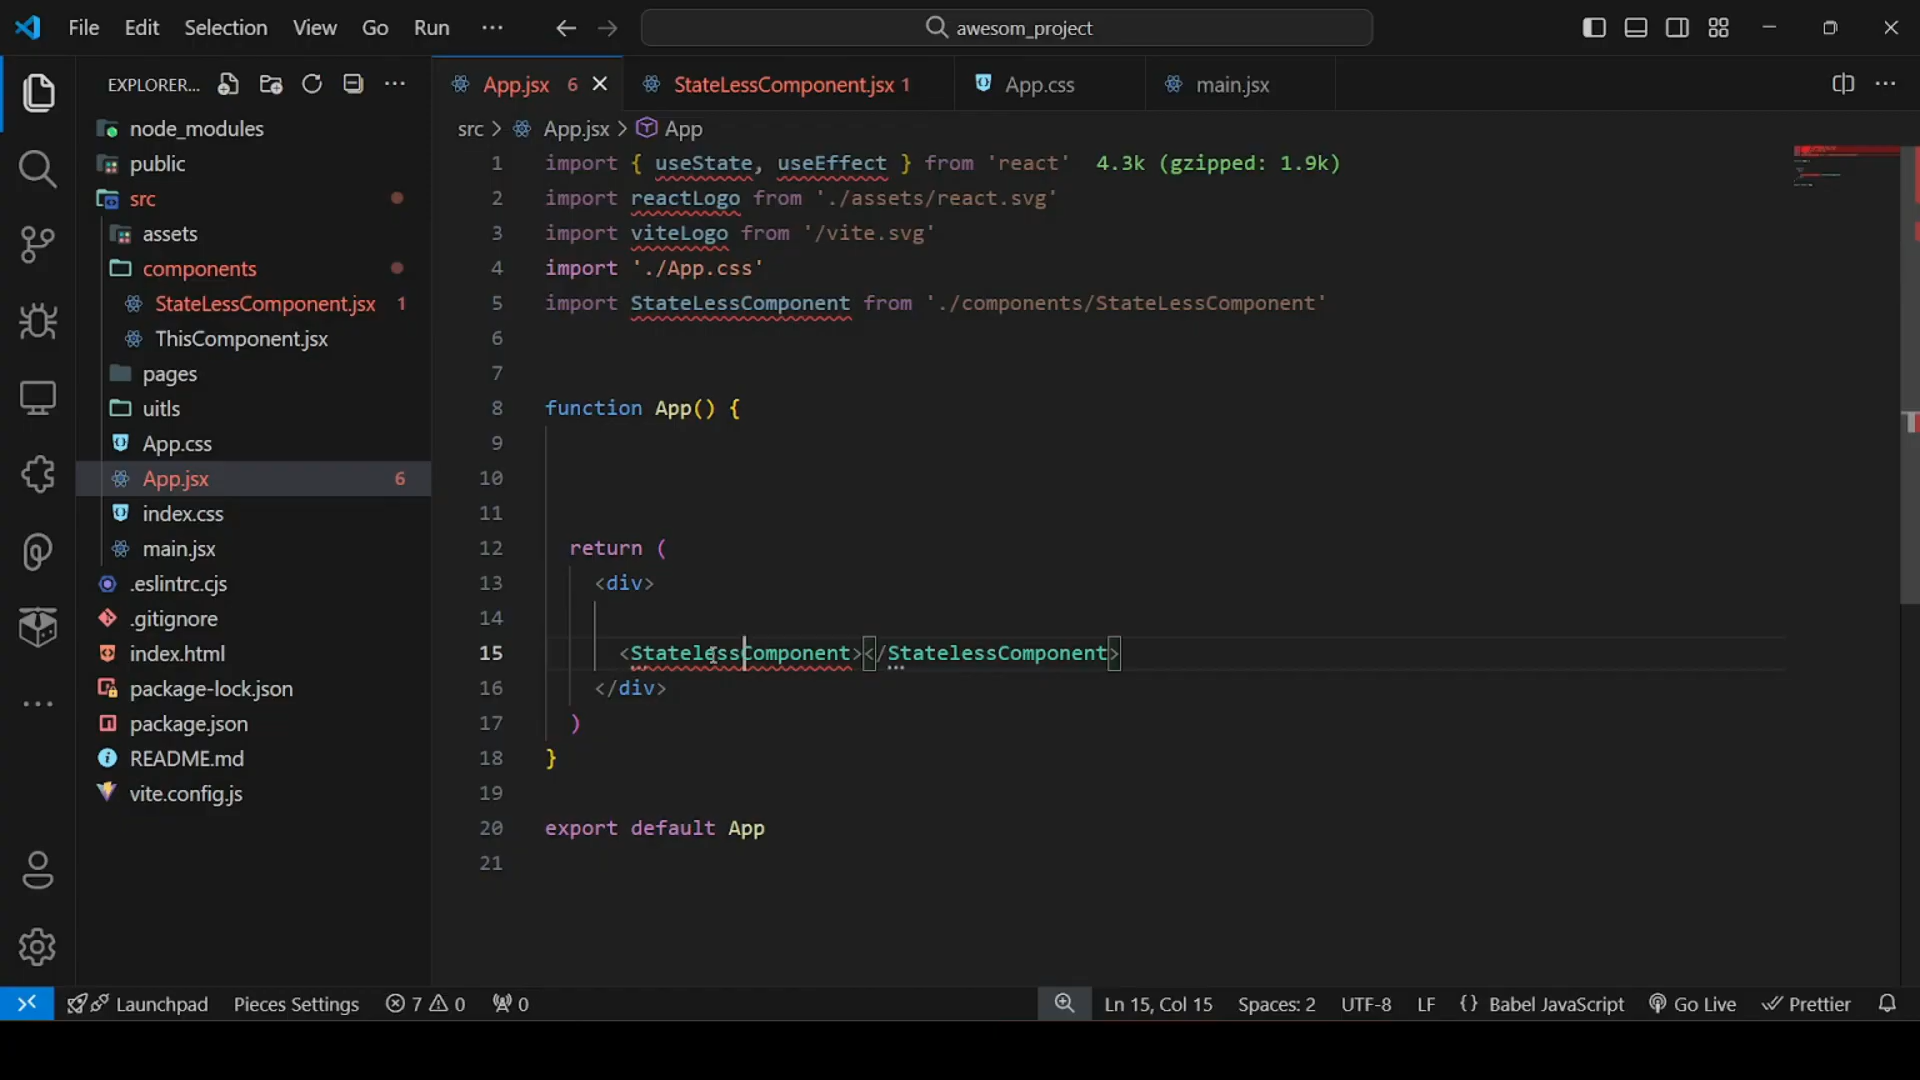 File Edit Selection View Go Run ··· awesom_project
EXPLORER... ···
App.jsx 6 StateLessComponent.jsx 1 App.css main.jsx ···
node_modules
public
src
assets
components
StateLessComponent.jsx 1
ThisComponent.jsx
pages
uitls
App.css
App.jsx 6
index.css
main.jsx
.eslintrc.cjs
.gitignore
index.html
package-lock.json
package.json
README.md
vite.config.js
src > App.jsx > App
1 import { useState, useEffect } from 'react' 4.3k (gzipped: 1.9k)
2 import reactLogo from './assets/react.svg'
3 import viteLogo from '/vite.svg'
4 import './App.css'
5 import StateLessComponent from './components/StateLessComponent'
6
7
8 function App() {
9
10
11
12 return (
13 <div>
14
15 <StatelessComponent></StatelessComponent>
16 </div>
17 )
18 }
19
20 export default App
21
Launchpad Pieces Settings 7 0 0 Ln 15, Col 15 Spaces: 2 UTF-8 LF {} Babel JavaScript Go Live Prettier